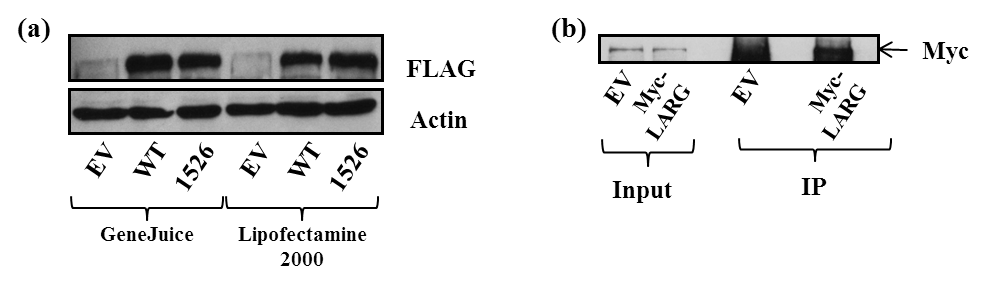 (a)
FLAG
Actin
EV WT 1526 EV WT 1526
GeneJuice Lipofectamine
2000
(b)
Myc
EV Myc-
LARG EV Myc-
LARG
Input IP